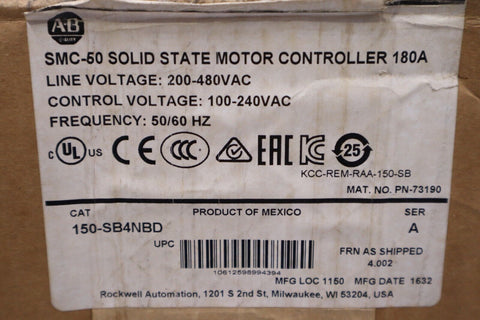 A-B
QUALITY
SMC-50 SOLID STATE MOTOR CONTROLLER 180A
LINE VOLTAGE: 200-480VAC
CONTROL VOLTAGE: 100-240VAC
FREQUENCY: 50/60 HZ
C UL US CE CCC EAC KC 25
KCC-REM-RAA-150-SB
MAT. NO. PN-73190
CAT PRODUCT OF MEXICO SER
150-SB4NBD A
UPC
10612598994394
FRN AS SHIPPED
4.002
MFG LOC 1150 MFG DATE 1632
Rockwell Automation, 1201 S 2nd St, Milwaukee, WI 53204, USA